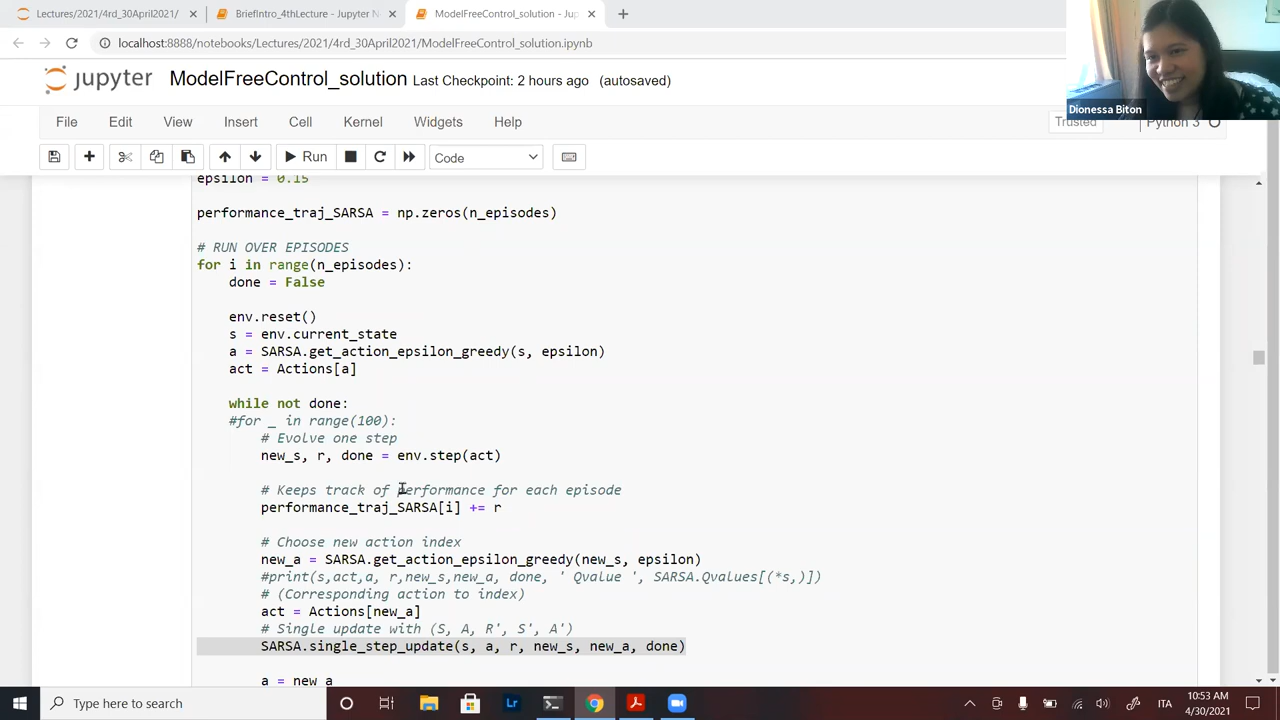 Lectures/2021/4rd_30April2021/
BriefIntro_4thLecture - Jupyter N
ModelFreeControl_solution - Jup
localhost:8888/notebooks/Lectures/2021/4rd_30April2021/ModelFreeControl_solution.ipynb
jupyter ModelFreeControl_solution Last Checkpoint: 2 hours ago (autosaved)
Dionessa Biton
File Edit View Insert Cell Kernel Widgets Help Trusted Python 3
Run Code
epsilon = 0.15
performance_traj_SARSA = np.zeros(n_episodes)
# RUN OVER EPISODES
for i in range(n_episodes):
done = False
env.reset()
s = env.current_state
a = SARSA.get_action_epsilon_greedy(s, epsilon)
act = Actions[a]
while not done:
#for _ in range(100):
# Evolve one step
new_s, r, done = env.step(act)
# Keeps track of performance for each episode
performance_traj_SARSA[i] += r
# Choose new action index
new_a = SARSA.get_action_epsilon_greedy(new_s, epsilon)
#print(s,act,a, r,new_s,new_a, done, ' Qvalue ', SARSA.Qvalues[(*s,)])
# (Corresponding action to index)
act = Actions[new_a]
# Single update with (S, A, R', S', A')
SARSA.single_step_update(s, a, r, new_s, new_a, done)
a = new_a
Type here to search
ITA
10:53 AM
4/30/2021